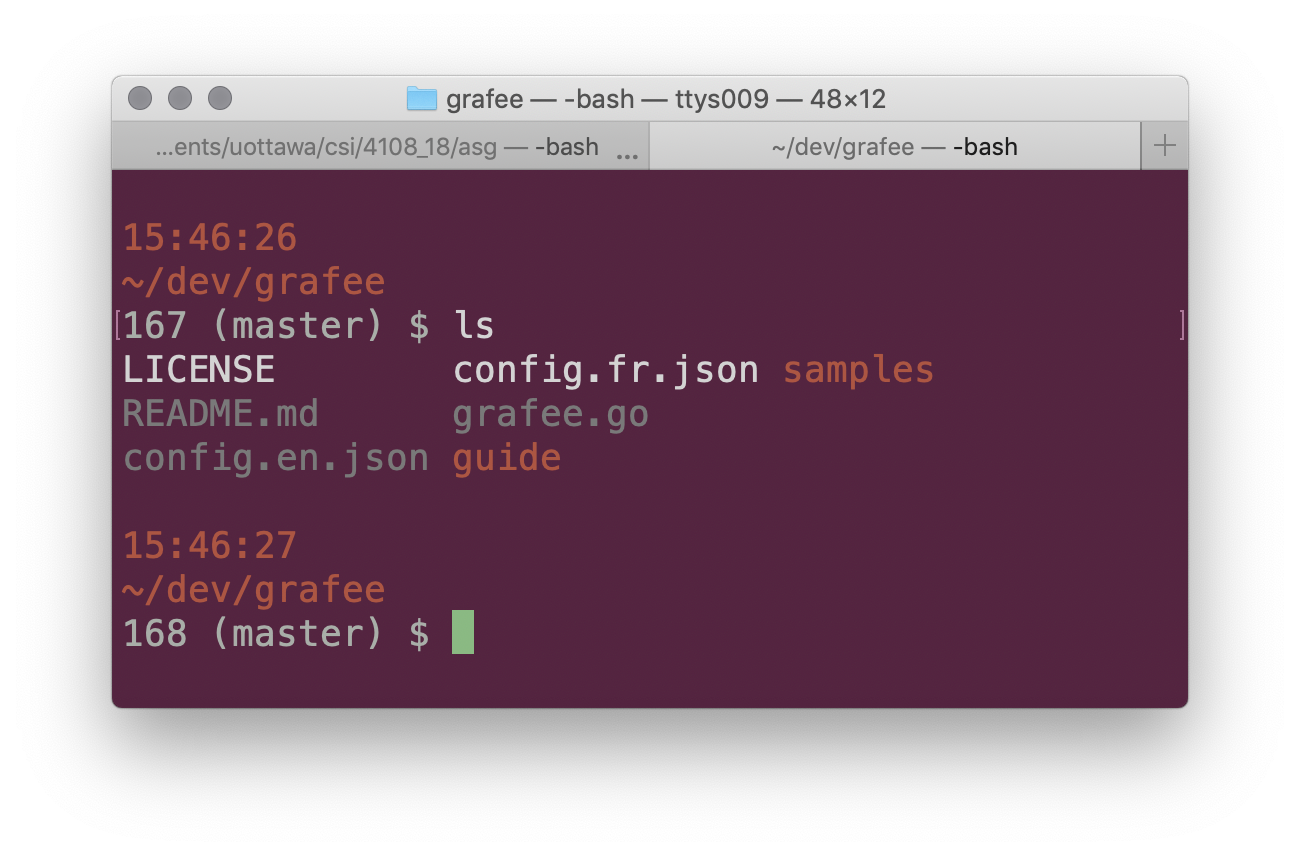 grafee — -bash — ttys009 — 48×12
...ents/uottawa/csi/4108_18/asg — -bash ...
~/dev/grafee — -bash
15:46:26
~/dev/grafee
[167 (master) $ ls ]
LICENSE config.fr.json samples
README.md grafee.go
config.en.json guide
15:46:27
~/dev/grafee
168 (master) $